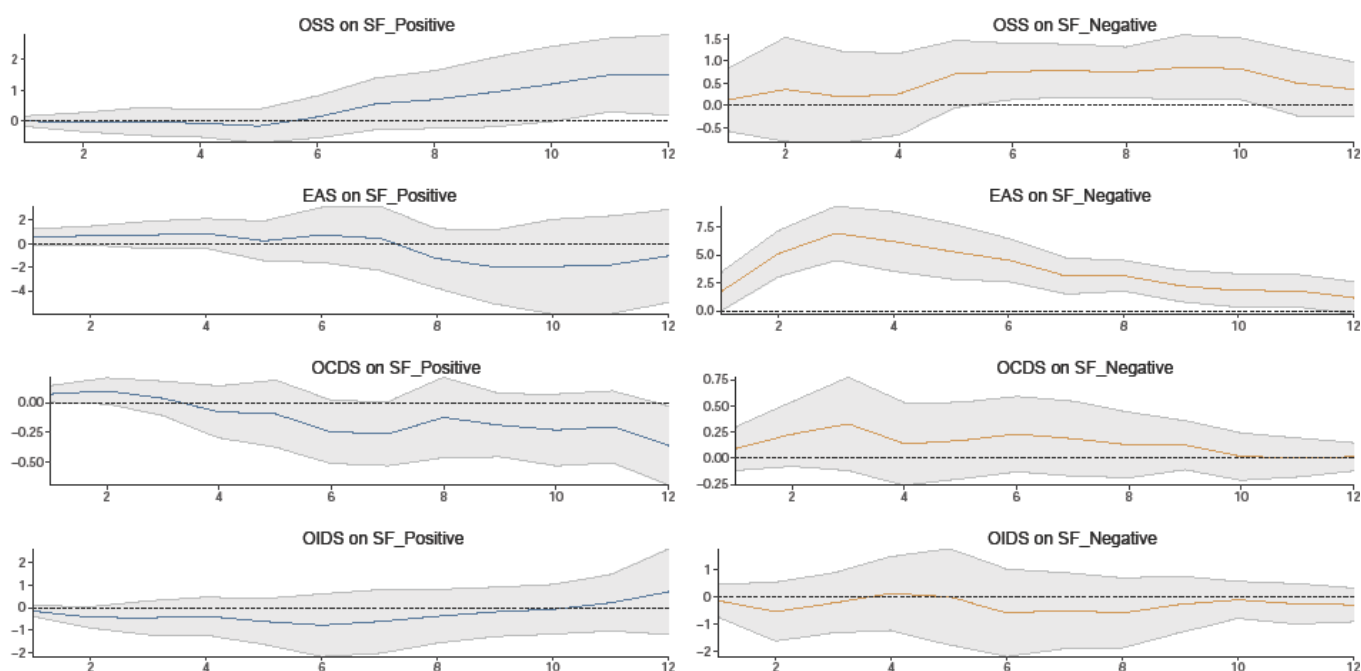 OSS on SF_Positive
2
1
0
2 4 6 8 10 12
OSS on SF_Negative
1.5
1.0
0.5
0.0
−0.5
2 4 6 8 10 12
EAS on SF_Positive
2
0
−2
−4
2 4 6 8 10 12
EAS on SF_Negative
7.5
5.0
2.5
0.0
2 4 6 8 10 12
OCDS on SF_Positive
0.00
−0.25
−0.50
2 4 6 8 10 12
OCDS on SF_Negative
0.75
0.50
0.25
0.00
−0.25
2 4 6 8 10 12
OIDS on SF_Positive
2
1
0
−1
−2
2 4 6 8 10 12
OIDS on SF_Negative
1
0
−1
−2
2 4 6 8 10 12